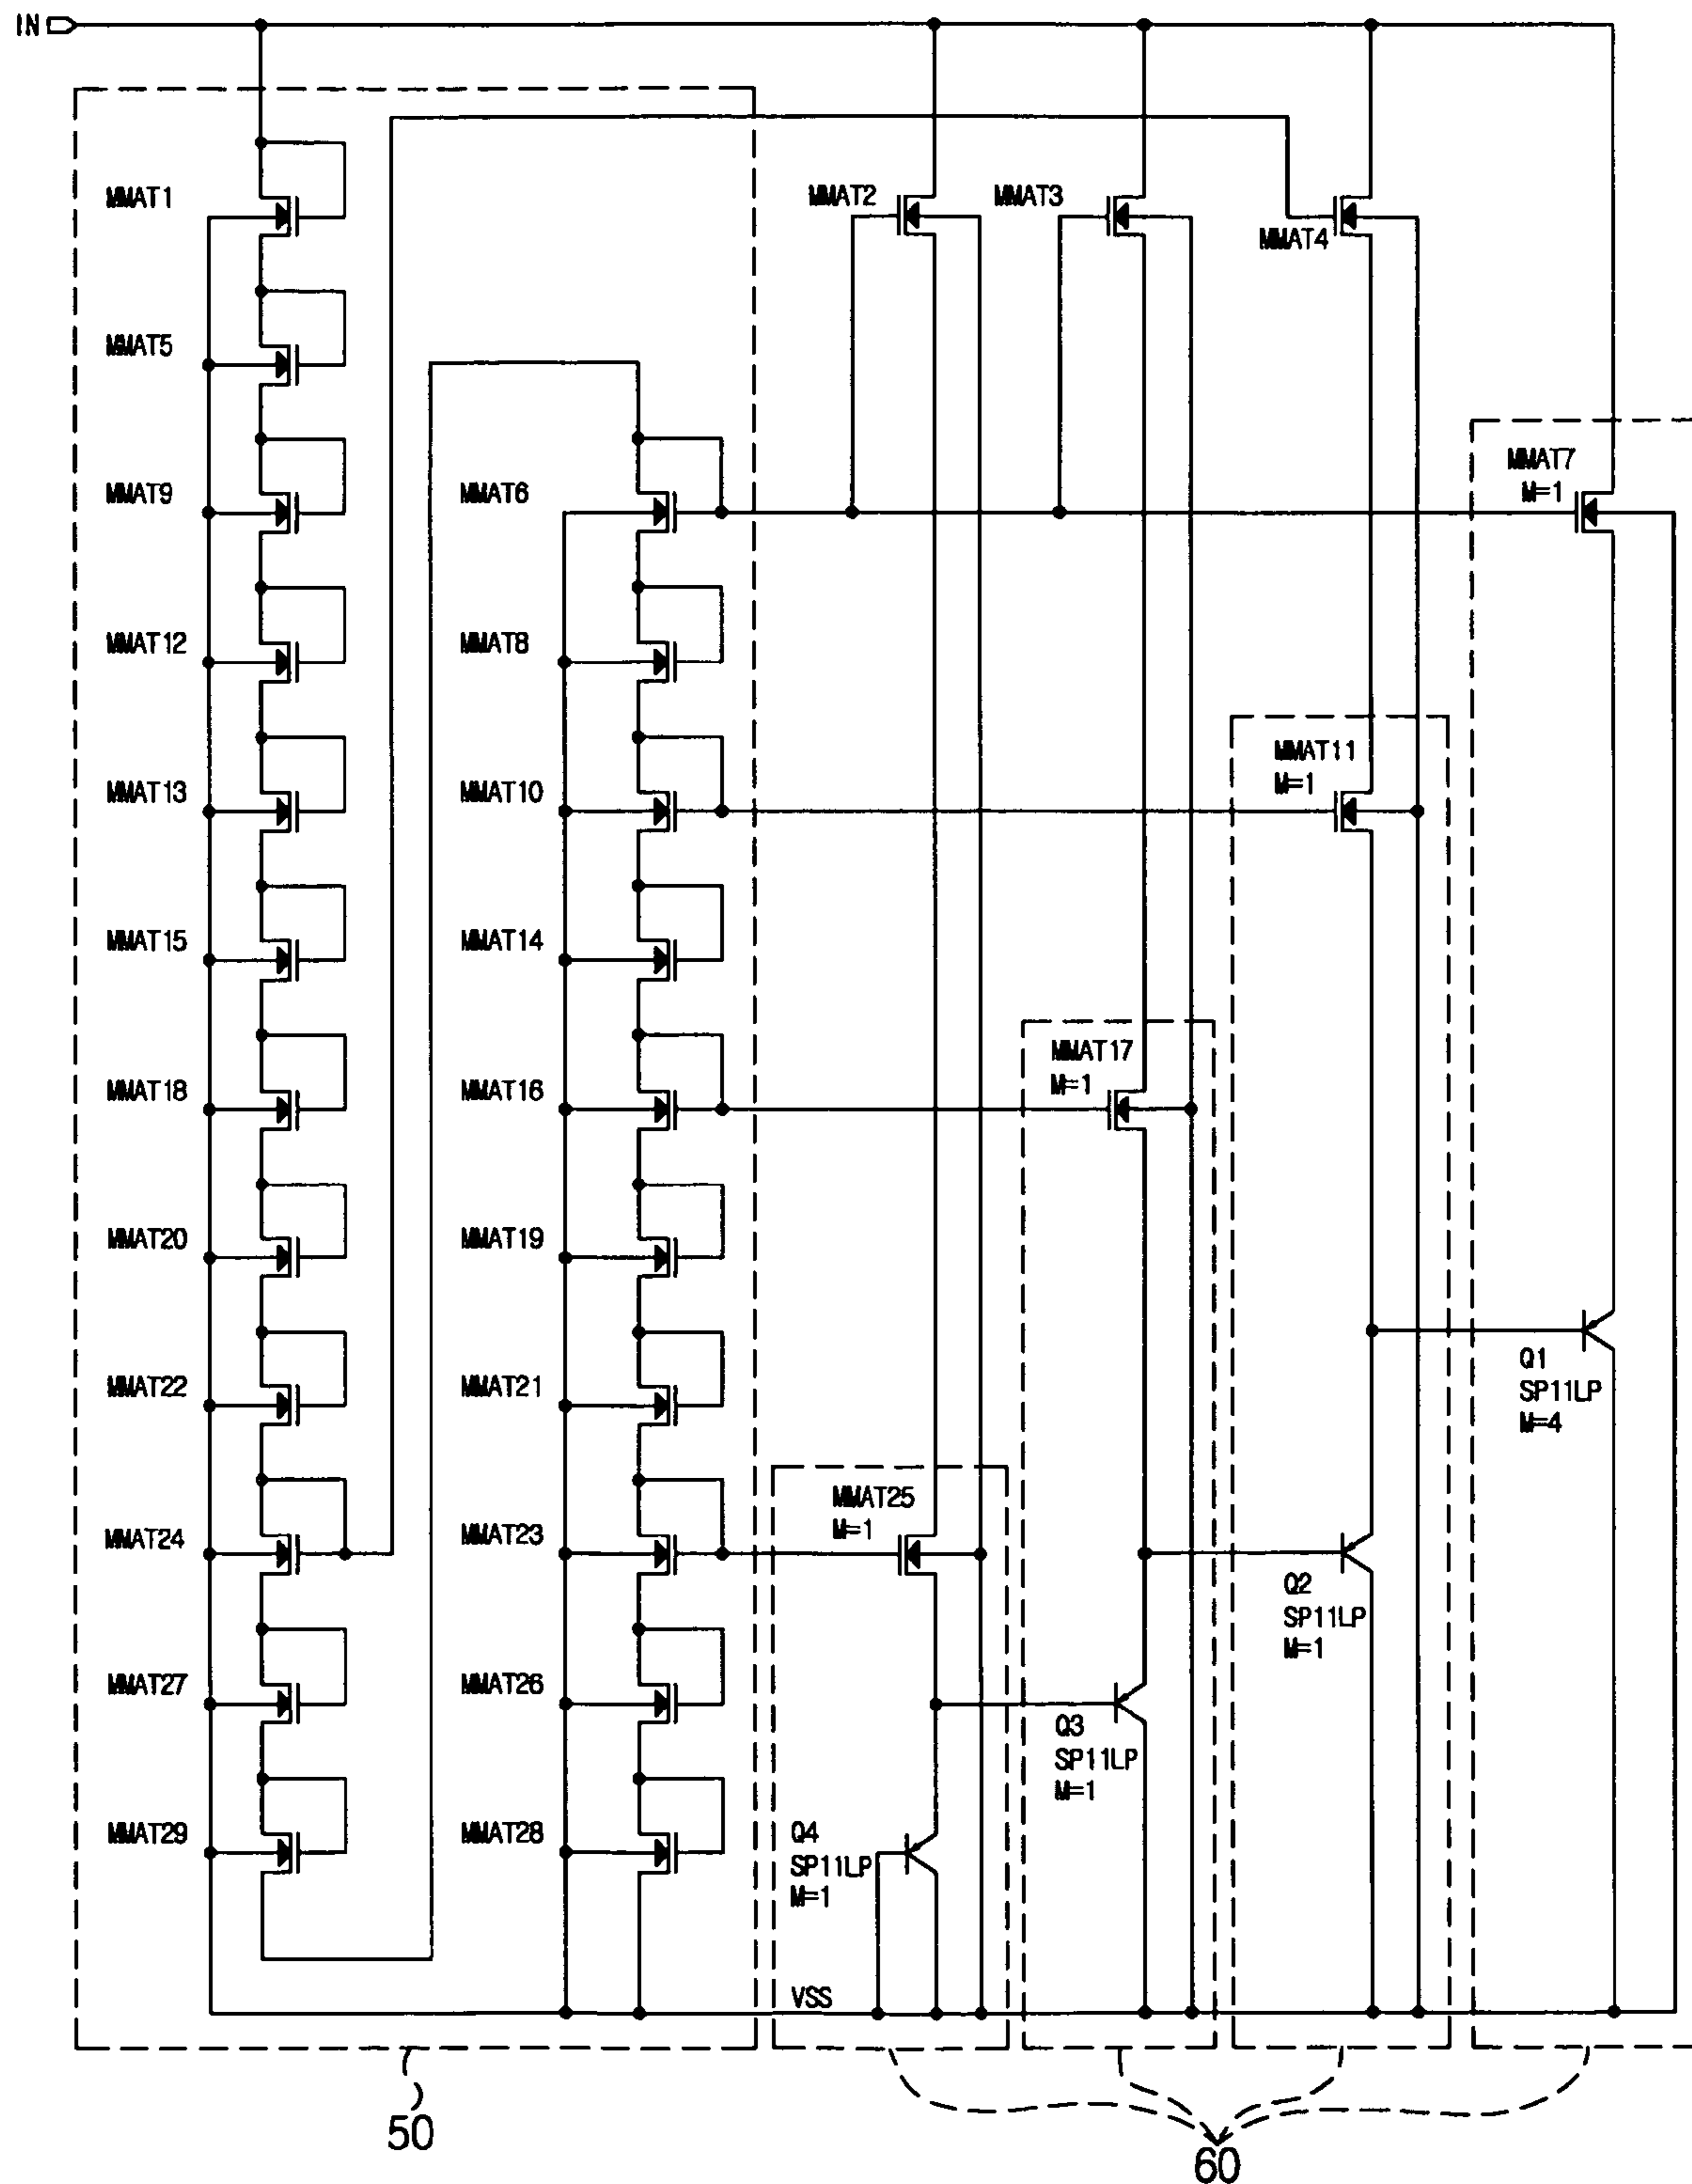 IN
MMAT1
MMAT2
MMAT3
MMAT4
MMAT5
MMAT9
MMAT6
MMAT7
M=1
MMAT12
MMAT8
MMAT13
MMAT10
MMAT11
M=1
MMAT15
MMAT14
MMAT18
MMAT16
MMAT17
M=1
MMAT20
MMAT19
MMAT22
MMAT21
Q1
SP11LP
M=4
MMAT24
MMAT23
MMAT25
M=1
Q2
SP11LP
M=1
MMAT27
MMAT26
Q3
SP11LP
M=1
MMAT29
MMAT28
Q4
SP11LP
M=1
VSS
50
60